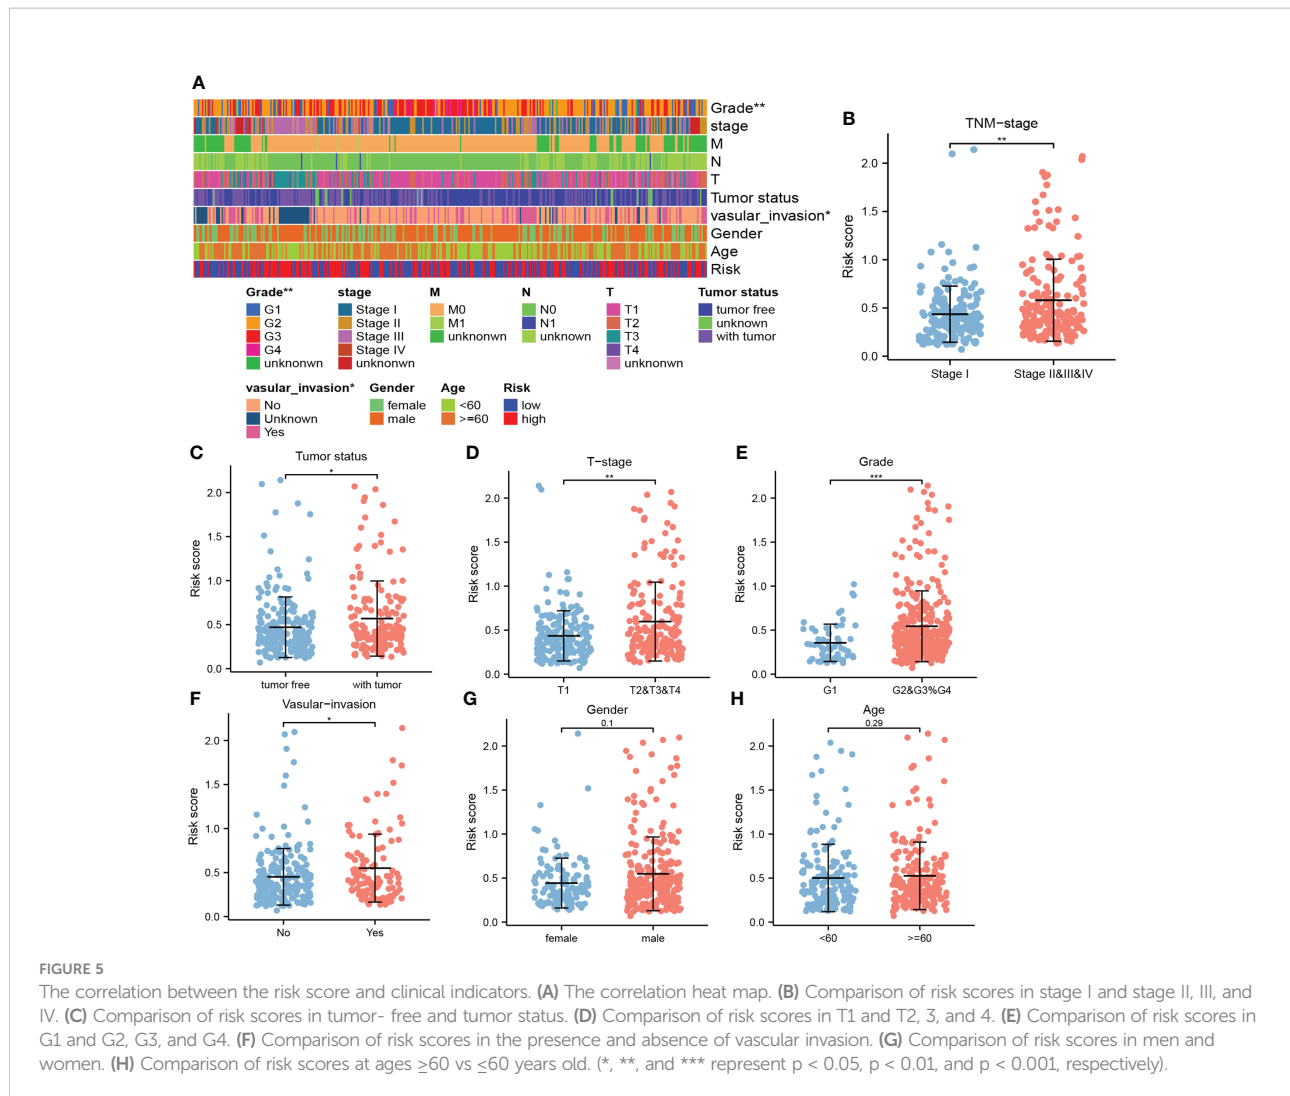 A
Grade**
stage
M
N
T
Tumor status
vasular_invasion*
Gender
Age
Risk
Grade** stage M N T Tumor status
G1 Stage I M0 N0 T1 tumor free
G2 Stage II M1 N1 T2 unknown
G3 Stage III unknonwn unknown T3 with tumor
G4 Stage IV T4
unknonwn unknonwn unknonwn
vasular_invasion* Gender Age Risk
No female <60 low
Unknown male >=60 high
Yes
B
TNM−stage
**
Risk score
2.0
1.5
1.0
0.5
0.0
Stage I Stage II&III&IV
C
Tumor status
*
Risk score
2.0
1.5
1.0
0.5
0.0
tumor free with tumor
D
T−stage
**
Risk score
2.0
1.5
1.0
0.5
0.0
T1 T2&T3&T4
E
Grade
***
Risk score
2.0
1.5
1.0
0.5
0.0
G1 G2&G3%G4
F
Vasular−invasion
*
Risk score
2.0
1.5
1.0
0.5
0.0
No Yes
G
Gender
0.1
Risk score
2.0
1.5
1.0
0.5
0.0
female male
H
Age
0.29
Risk score
2.0
1.5
1.0
0.5
0.0
<60 >=60
FIGURE 5
The correlation between the risk score and clinical indicators. (A) The correlation heat map. (B) Comparison of risk scores in stage I and stage II, III, and
IV. (C) Comparison of risk scores in tumor- free and tumor status. (D) Comparison of risk scores in T1 and T2, 3, and 4. (E) Comparison of risk scores in
G1 and G2, G3, and G4. (F) Comparison of risk scores in the presence and absence of vascular invasion. (G) Comparison of risk scores in men and
women. (H) Comparison of risk scores at ages ≥60 vs ≤60 years old. (*, **, and *** represent p < 0.05, p < 0.01, and p < 0.001, respectively).